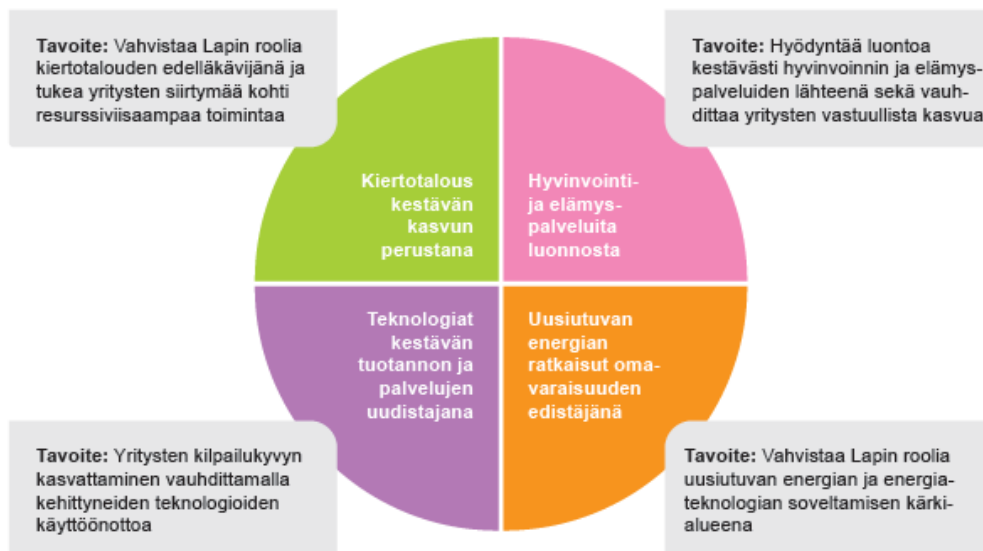 Tavoite: Vahvistaa Lapin roolia
kiertotalouden edelläkävijänä ja
tukea yritysten siirtymää kohti
resurssiviisaampaa toimintaa
Tavoite: Hyödyntää luontoa
kestävästi hyvinvoinnin ja elämys-
palveluiden lähteenä sekä vauh-
dittaa yritysten vastuullista kasvua
Kiertotalous
kestävän
kasvun
perustana
Hyvinvointi-
ja elämys-
palveluita
luonnosta
Teknologiat
kestävän
tuotannon ja
palvelujen
uudistajana
Uusiutuvan
energian
ratkaisut oma-
varaisuuden
edistäjänä
Tavoite: Yritysten kilpailukyvyn
kasvattaminen vauhdittamalla
kehittyneiden teknologioiden
käyttöönottoa
Tavoite: Vahvistaa Lapin roolia
uusiutuvan energian ja energia-
teknologian soveltamisen kärki-
alueena